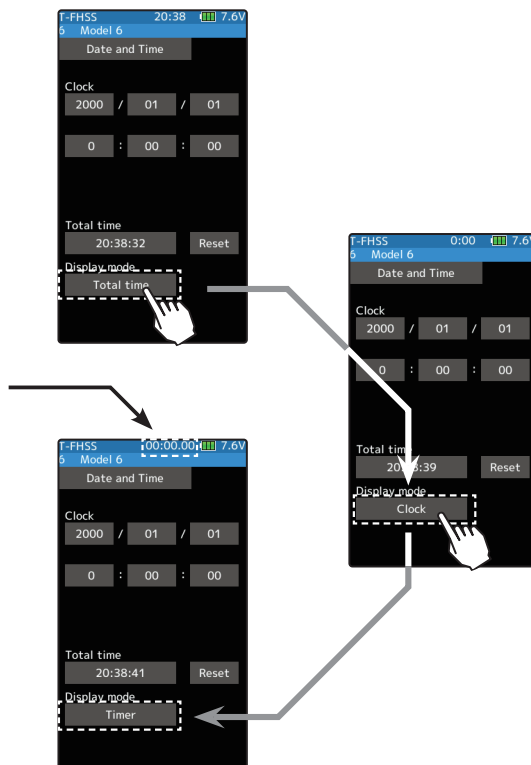 T-FHSS 20:38 7.6V
6 Model 6
Date and Time
Clock
2000 / 01 / 01
0 : 00 : 00
Total time
20:38:32 Reset
Display mode
Total time
T-FHSS 0:00 7.6V
6 Model 6
Date and Time
Clock
2000 / 01 / 01
0 : 00 : 00
Total time
Reset
Display mode
Clock
T-FHSS 00:00.00 7.6V
6 Model 6
Date and Time
Clock
2000 / 01 / 01
0 : 00 : 00
Total time
20:38:41 Reset
Display mode
Timer